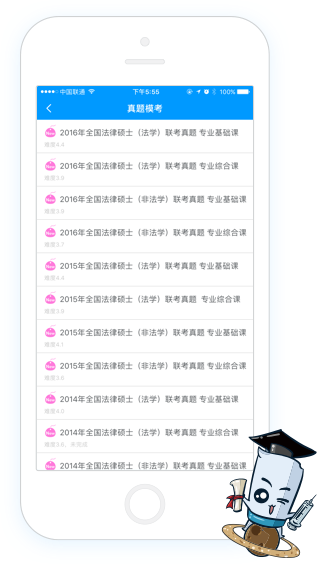 中国联通
下午5:55
100%
真题模考
2016年全国法律硕士（法学）联考真题 专业基础课
难度4.4
2016年全国法律硕士（法学）联考真题 专业综合课
难度3.9
2016年全国法律硕士（非法学）联考真题 专业基础课
难度3.8
2016年全国法律硕士（非法学）联考真题 专业综合课
难度3.7
2015年全国法律硕士（法学）联考真题 专业基础课
难度4.4
2015年全国法律硕士（法学）联考真题 专业综合课
难度3.9
2015年全国法律硕士（非法学）联考真题 专业基础课
难度4.1
2015年全国法律硕士（非法学）联考真题 专业综合课
难度3.6
2014年全国法律硕士（法学）联考真题 专业基础课
难度4.0
2014年全国法律硕士（法学）联考真题 专业综合课
难度3.6，未完成
2014年全国法律硕士（非法学）联考真题 专业基础课